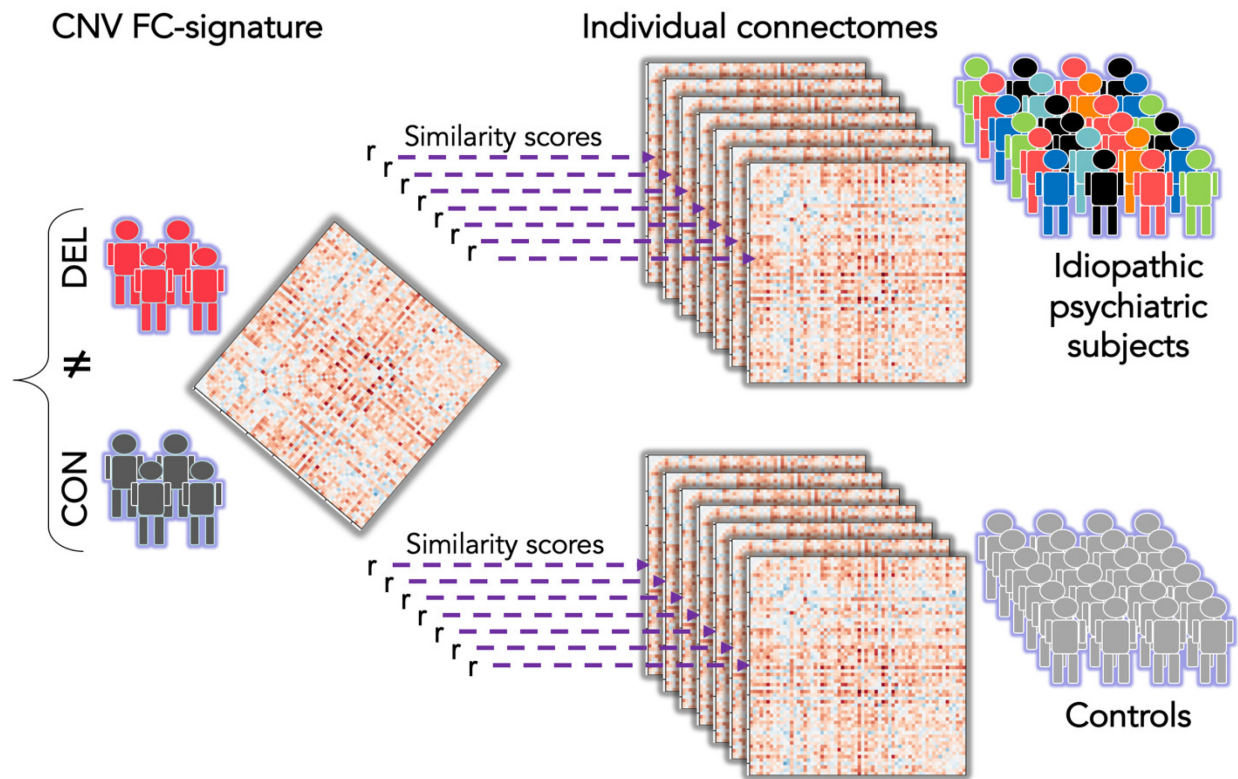 CNV FC-signature
Individual connectomes
Similarity scores
r
r
r
r
r
r
r
DEL
≠
CON
Idiopathic
psychiatric
subjects
Similarity scores
r
r
r
r
r
r
r
Controls